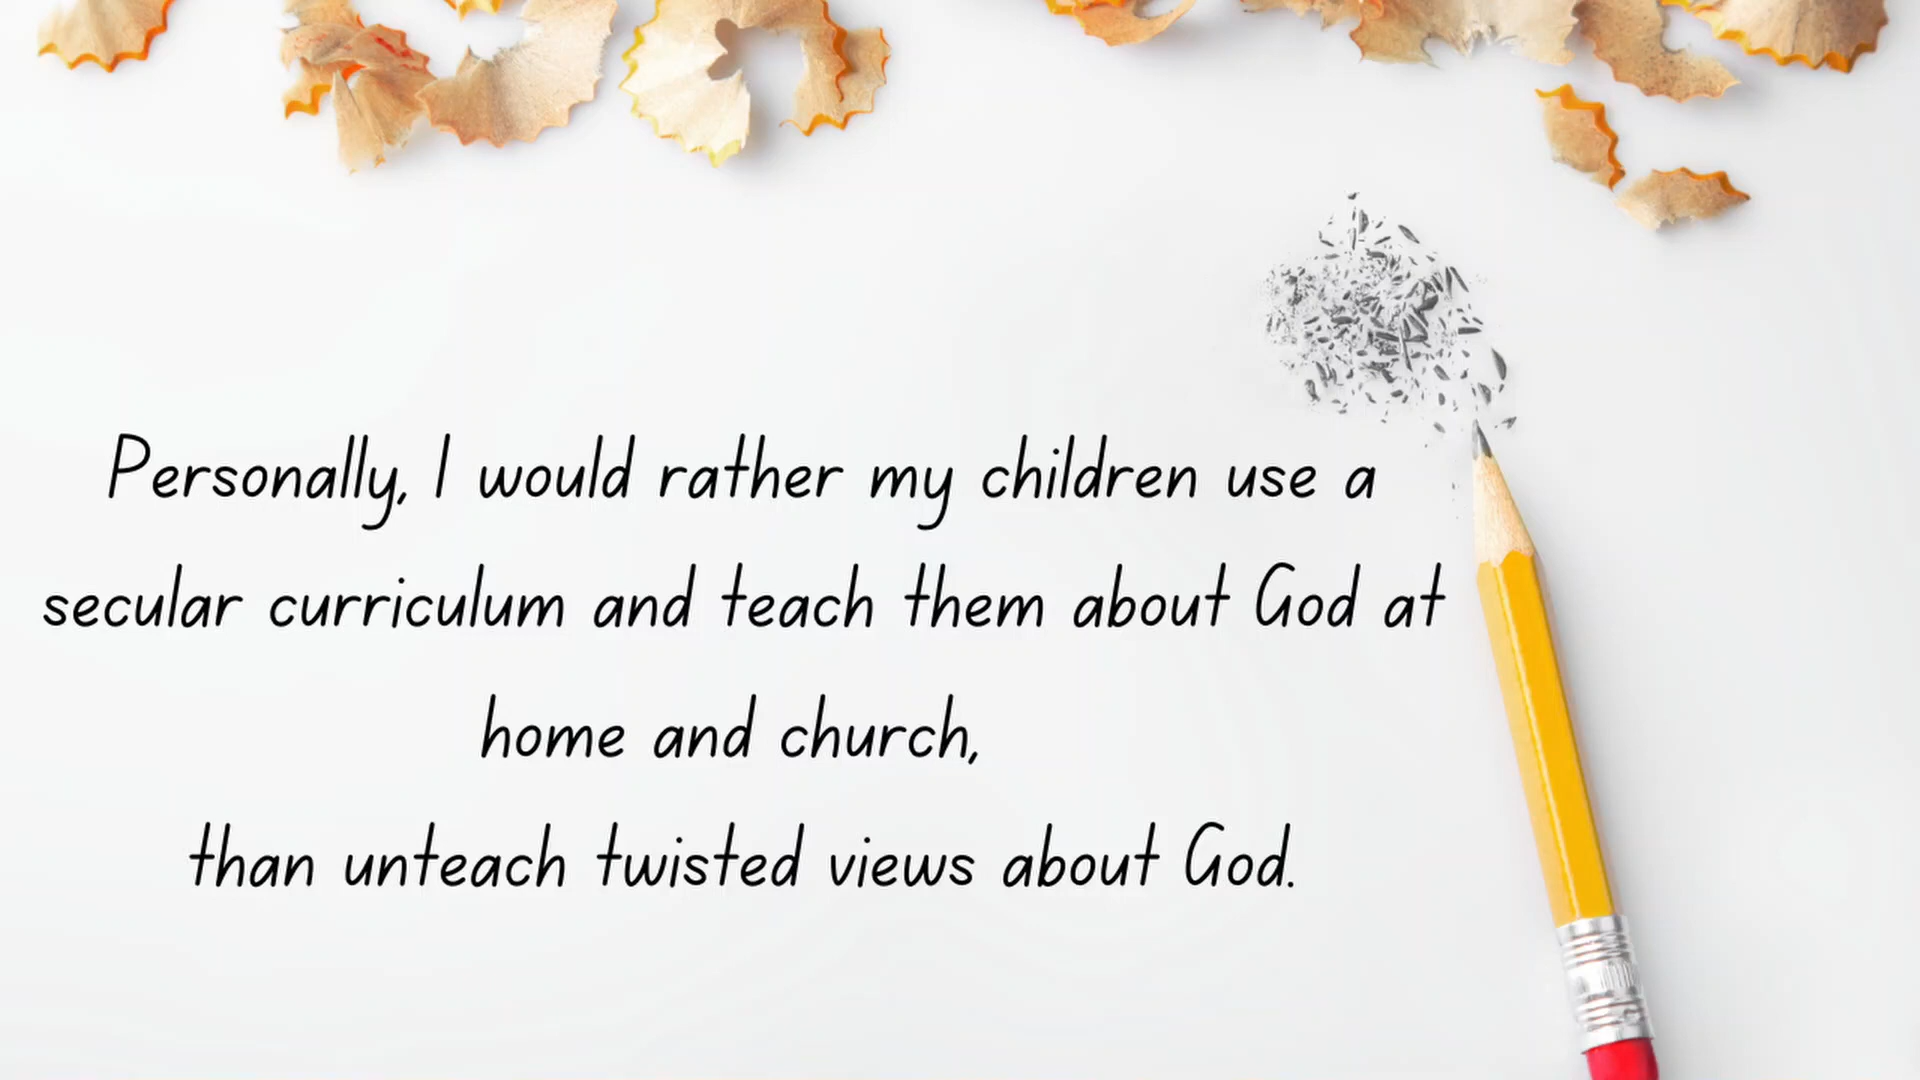 Personally, I would rather my children use a
secular curriculum and teach them about God at
home and church,
than unteach twisted views about God.